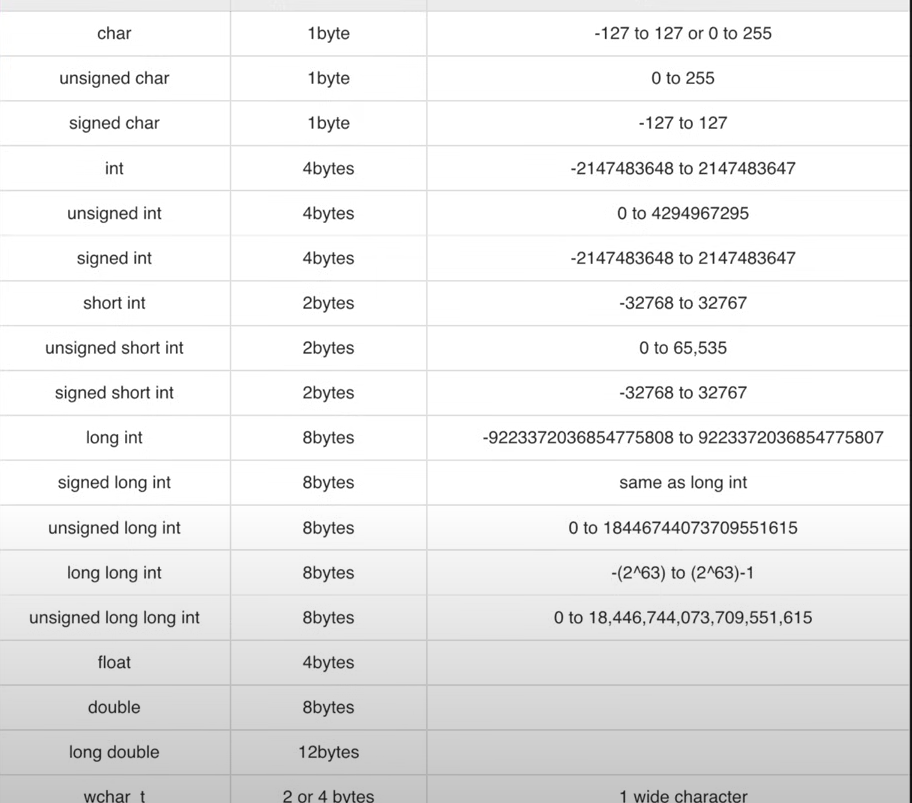 char 1byte -127 to 127 or 0 to 255
unsigned char 1byte 0 to 255
signed char 1byte -127 to 127
int 4bytes -2147483648 to 2147483647
unsigned int 4bytes 0 to 4294967295
signed int 4bytes -2147483648 to 2147483647
short int 2bytes -32768 to 32767
unsigned short int 2bytes 0 to 65,535
signed short int 2bytes -32768 to 32767
long int 8bytes -9223372036854775808 to 9223372036854775807
signed long int 8bytes same as long int
unsigned long int 8bytes 0 to 18446744073709551615
long long int 8bytes -(2^63) to (2^63)-1
unsigned long long int 8bytes 0 to 18,446,744,073,709,551,615
float 4bytes
double 8bytes
long double 12bytes
wchar_t 2 or 4 bytes 1 wide character